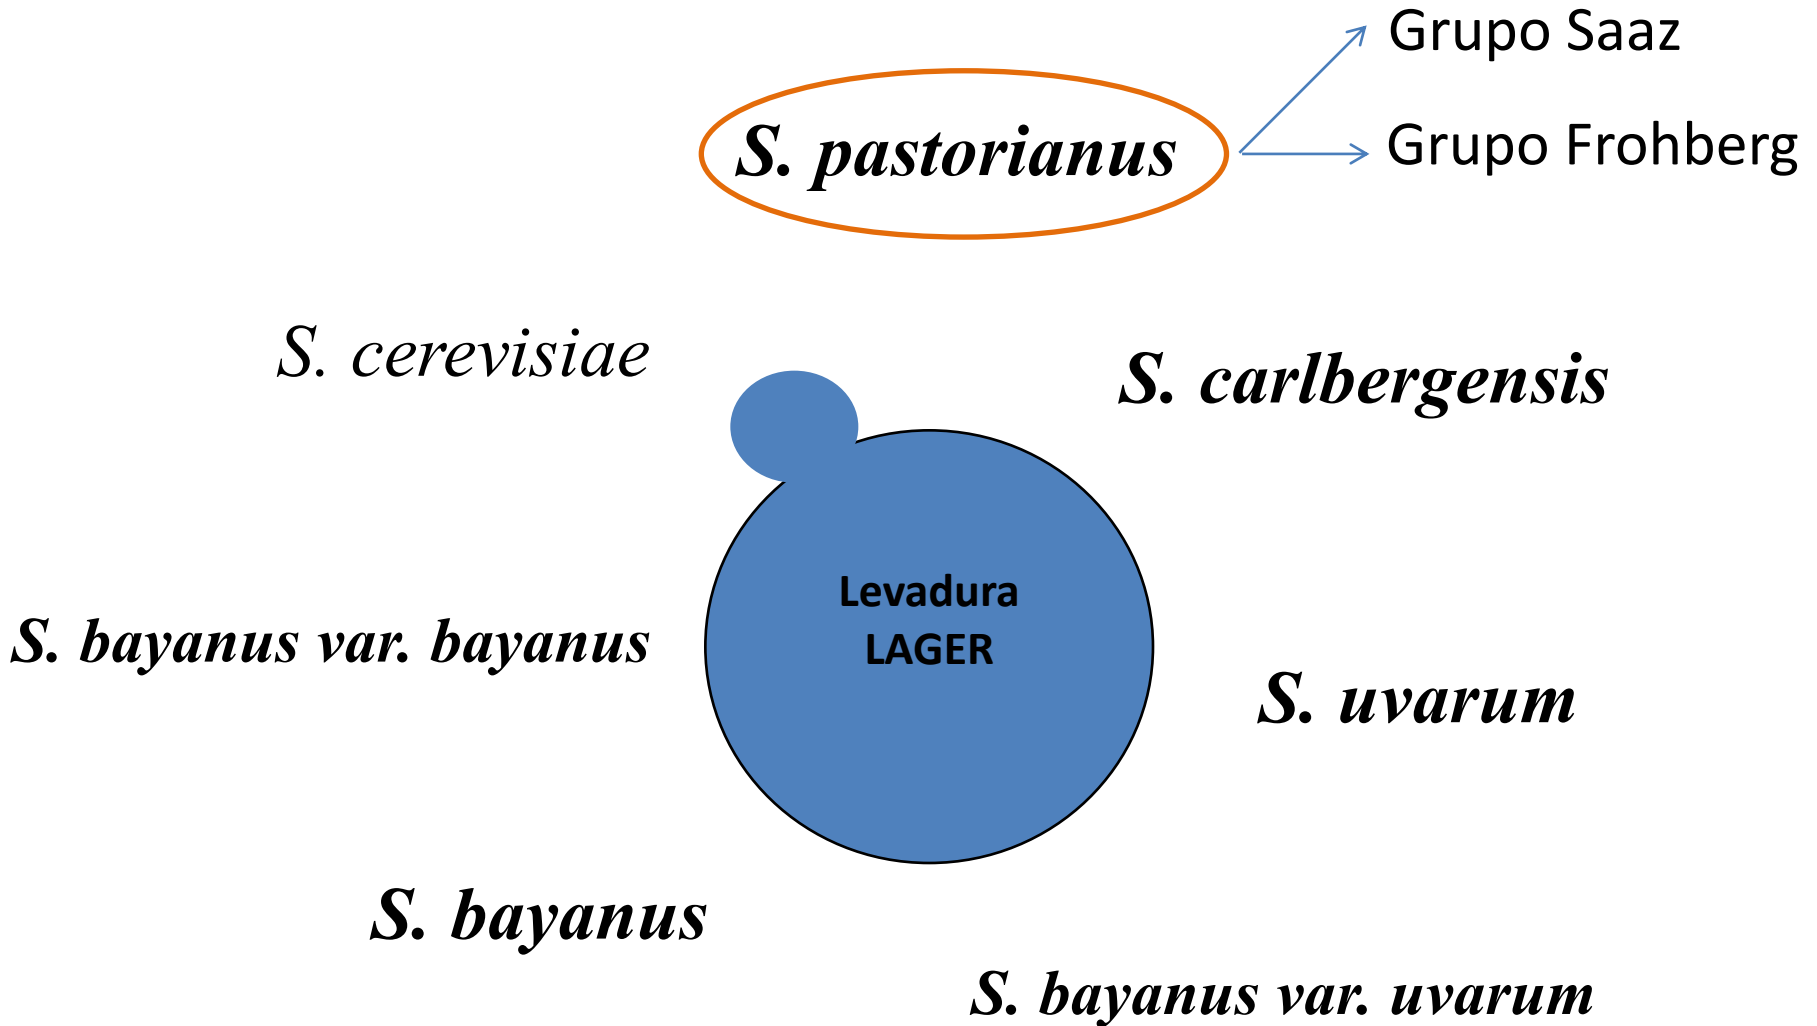 Grupo Saaz
S. pastorianus
Grupo Frohberg
S. cerevisiae
S. carlbergensis
Levadura
LAGER
S. bayanus var. bayanus
S. uvarum
S. bayanus
S. bayanus var. uvarum